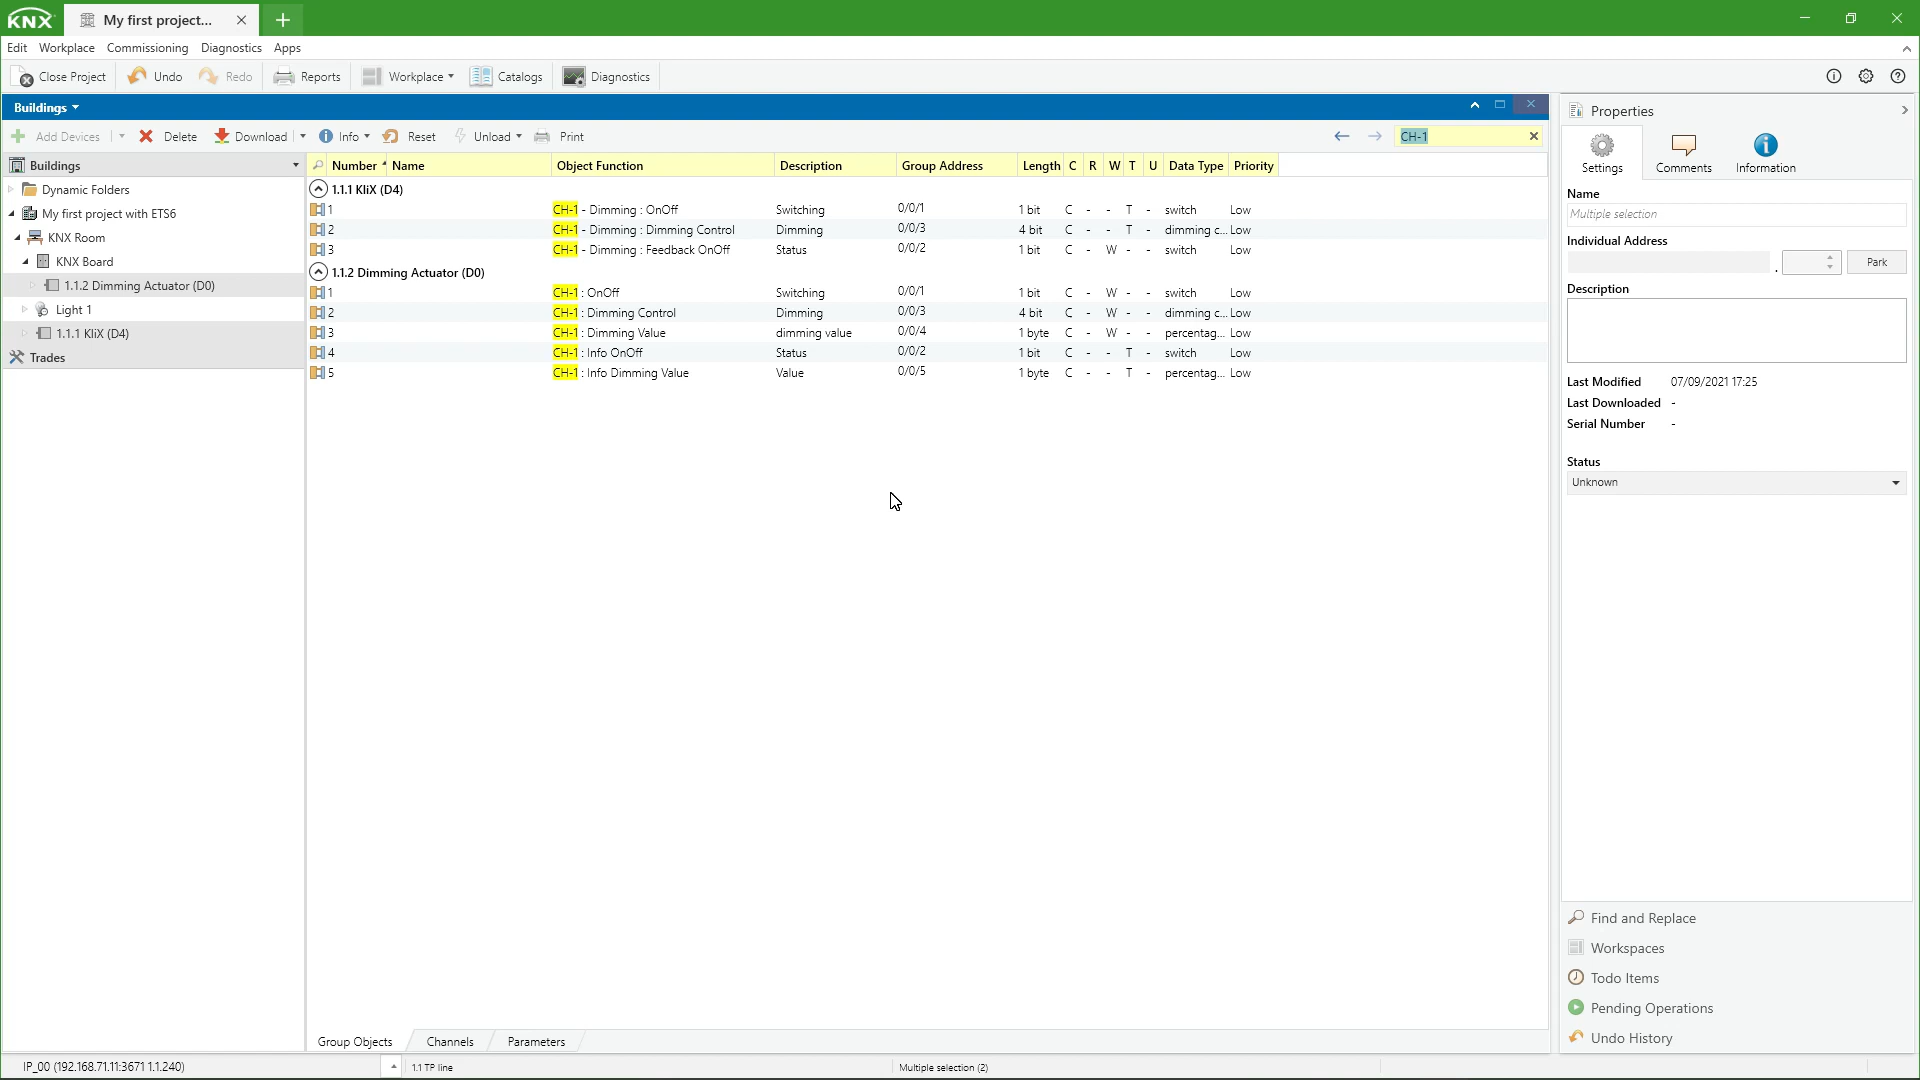 KNX My first project...
Edit Workplace Commissioning Diagnostics Apps
Close Project Undo Redo Reports Workplace Catalogs Diagnostics
Buildings
Add Devices Delete Download Info Reset Unload Print CH-1
Buildings
Dynamic Folders
My first project with ETS6
KNX Room
KNX Board
1.1.2 Dimming Actuator (D0)
Light 1
1.1.1 KliX (D4)
Trades
Number Name Object Function Description Group Address Length C R W T U Data Type Priority
1.1.1 KliX (D4)
1 CH-1 - Dimming : OnOff Switching 0/0/1 1 bit C - - T - switch Low
2 CH-1 - Dimming : Dimming Control Dimming 0/0/3 4 bit C - - T - dimming c... Low
3 CH-1 - Dimming : Feedback OnOff Status 0/0/2 1 bit C - W - - switch Low
1.1.2 Dimming Actuator (D0)
1 CH-1 : OnOff Switching 0/0/1 1 bit C - W - - switch Low
2 CH-1 : Dimming Control Dimming 0/0/3 4 bit C - W - - dimming c... Low
3 CH-1 : Dimming Value dimming value 0/0/4 1 byte C - W - - percentag... Low
4 CH-1 : Info OnOff Status 0/0/2 1 bit C - - T - switch Low
5 CH-1 : Info Dimming Value Value 0/0/5 1 byte C - - T - percentag... Low
Group Objects Channels Parameters
Properties
Settings Comments Information
Name
Multiple selection
Individual Address
. Park
Description
Last Modified 07/09/2021 17:25
Last Downloaded -
Serial Number -
Status
Unknown
Find and Replace
Workspaces
Todo Items
Pending Operations
Undo History
IP_00 (192.168.71.11:3671 1.1.240) 1.1 TP line Multiple selection (2)